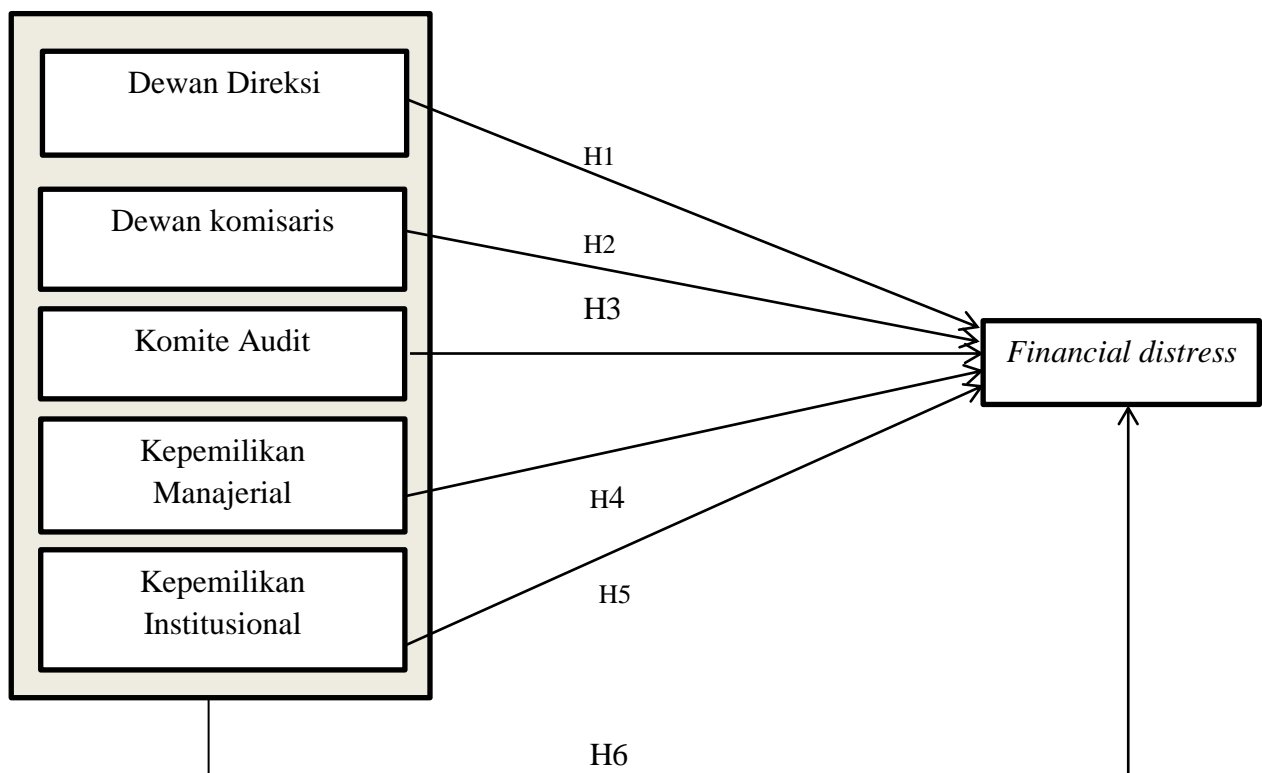 Dewan Direksi
H1
Dewan komisaris
H2
H3
Komite Audit
Financial distress
Kepemilikan
Manajerial
H4
Kepemilikan
Institusional
H5
H6